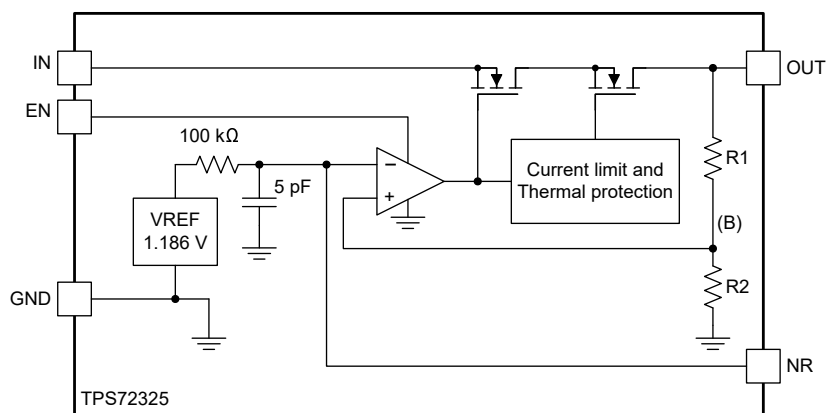 IN
OUT
EN
100 kΩ
5 pF
−
+
Current limit and
Thermal protection
R1
VREF
1.186 V
(B)
R2
GND
NR
TPS72325